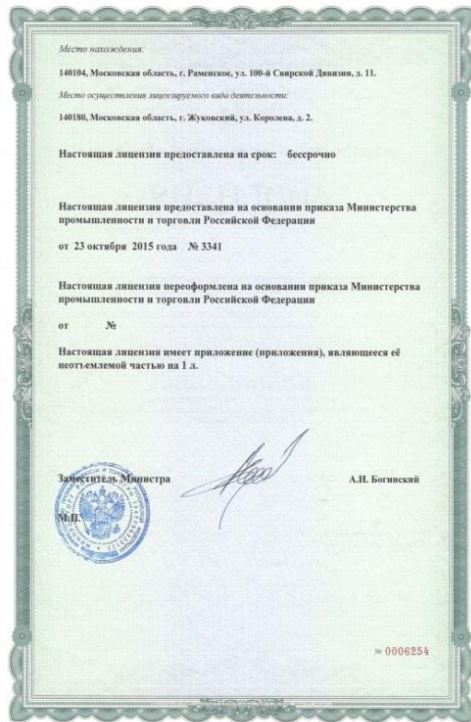 Место нахождения:
140104, Московская область, г. Раменское, ул. 100-й Свирской Дивизии, д. 11.
Место осуществления лицензируемого вида деятельности:
140180, Московская область, г. Жуковский, ул. Королева, д. 2.
Настоящая лицензия предоставлена на срок: бессрочно
Настоящая лицензия предоставлена на основании приказа Министерства
промышленности и торговли Российской Федерации
от 23 октября 2015 года № 3341
Настоящая лицензия переоформлена на основании приказа Министерства
промышленности и торговли Российской Федерации
от №
Настоящая лицензия имеет приложение (приложения), являющееся её
неотъемлемой частью на 1 л.
Заместитель Министра А.И. Богинский
М.П.
№ 0006254